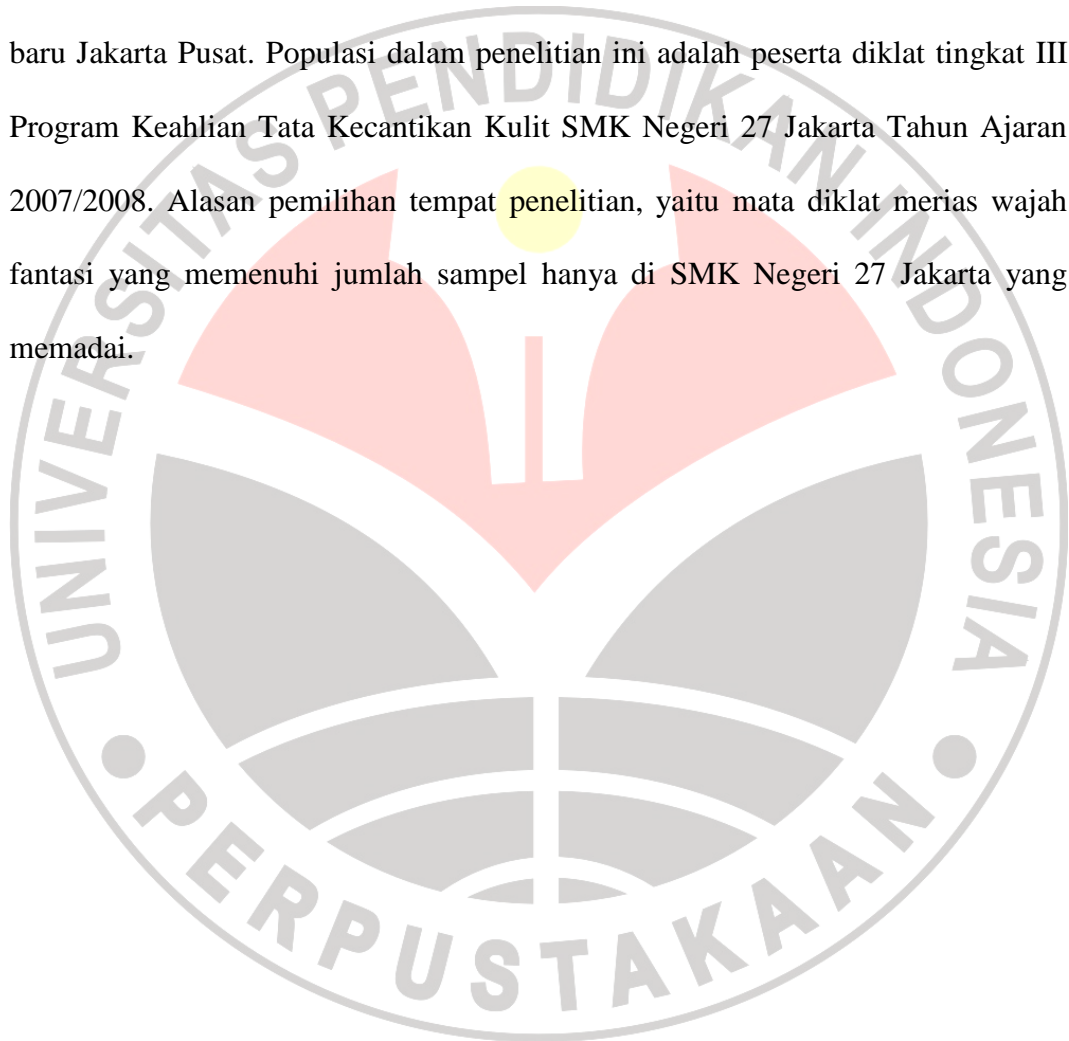 baru Jakarta Pusat. Populasi dalam penelitian ini adalah peserta diklat tingkat III
Program Keahlian Tata Kecantikan Kulit SMK Negeri 27 Jakarta Tahun Ajaran
2007/2008. Alasan pemilihan tempat penelitian, yaitu mata diklat merias wajah
fantasi yang memenuhi jumlah sampel hanya di SMK Negeri 27 Jakarta yang
memadai.
UNIVERSITAS PENDIDIKAN INDONESIA
PERPUSTAKAAN